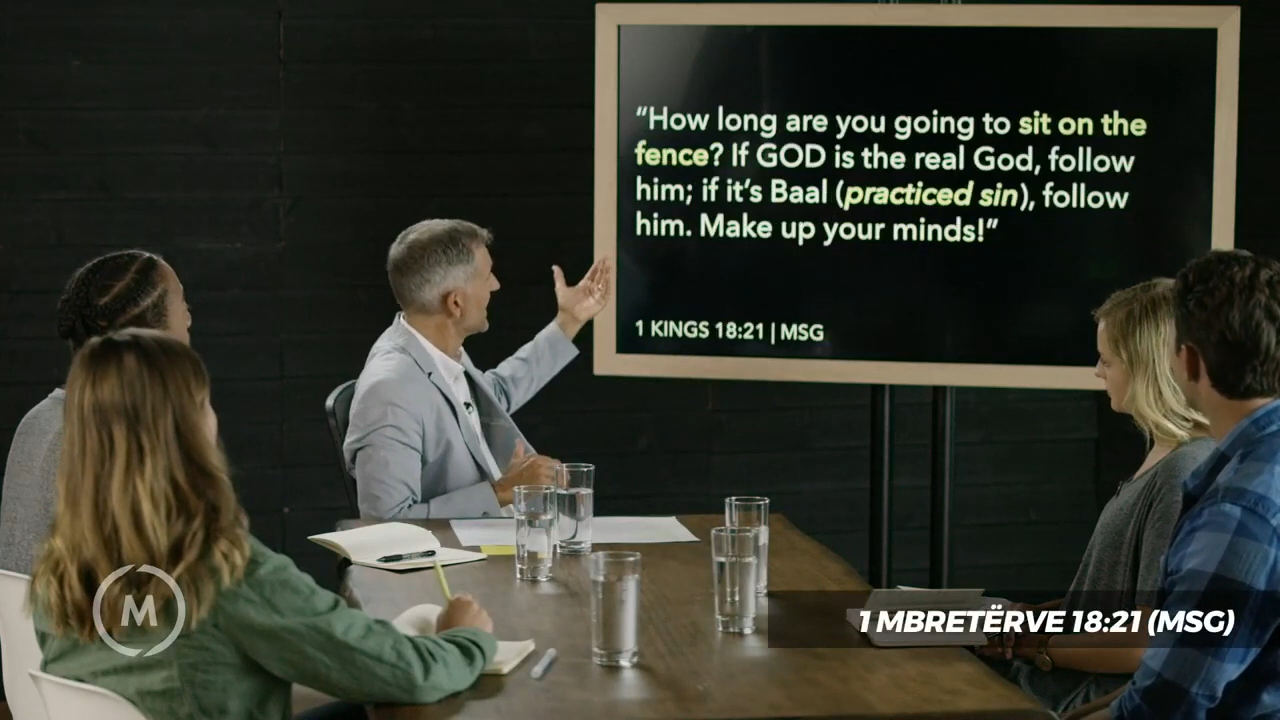 “How long are you going to sit on the
fence? If GOD is the real God, follow
him; if it’s Baal (practiced sin), follow
him. Make up your minds!”
1 KINGS 18:21 | MSG
M
1 MBRETËRVE 18:21 (MSG)